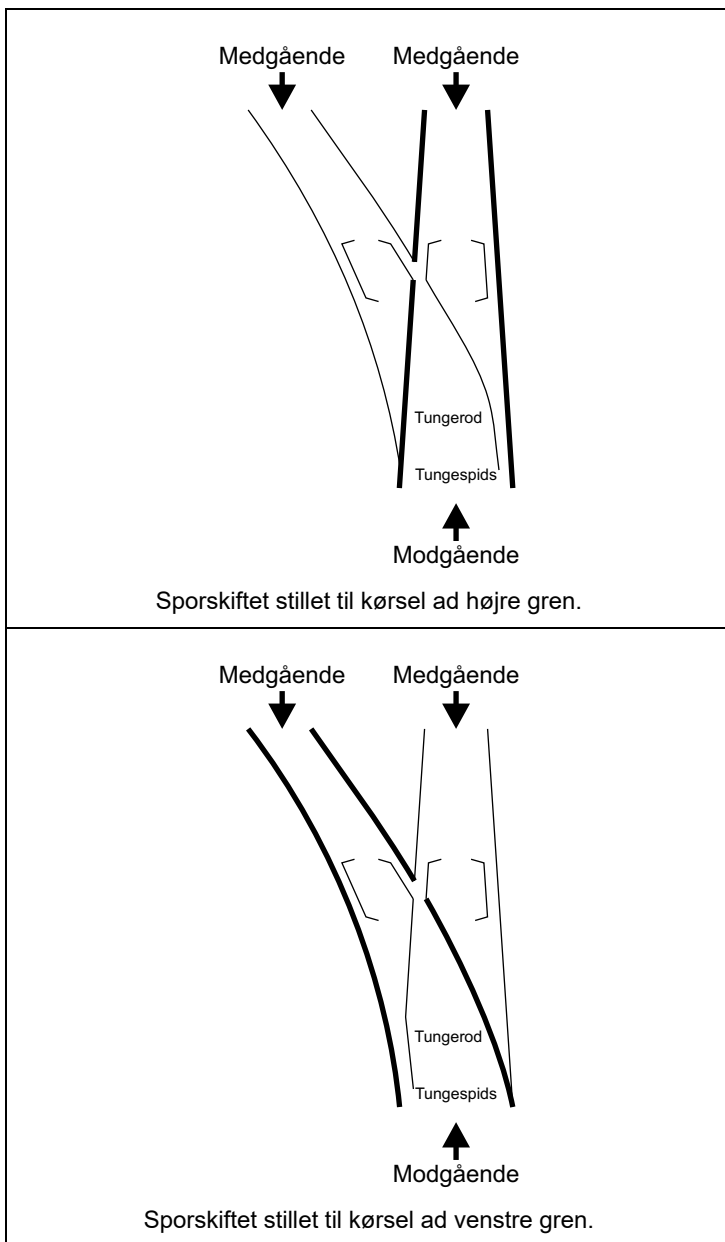 Medgående Medgående
Tungerod
Tungespids
Modgående
Sporskiftet stillet til kørsel ad højre gren.
Medgående Medgående
Tungerod
Tungespids
Modgående
Sporskiftet stillet til kørsel ad venstre gren.